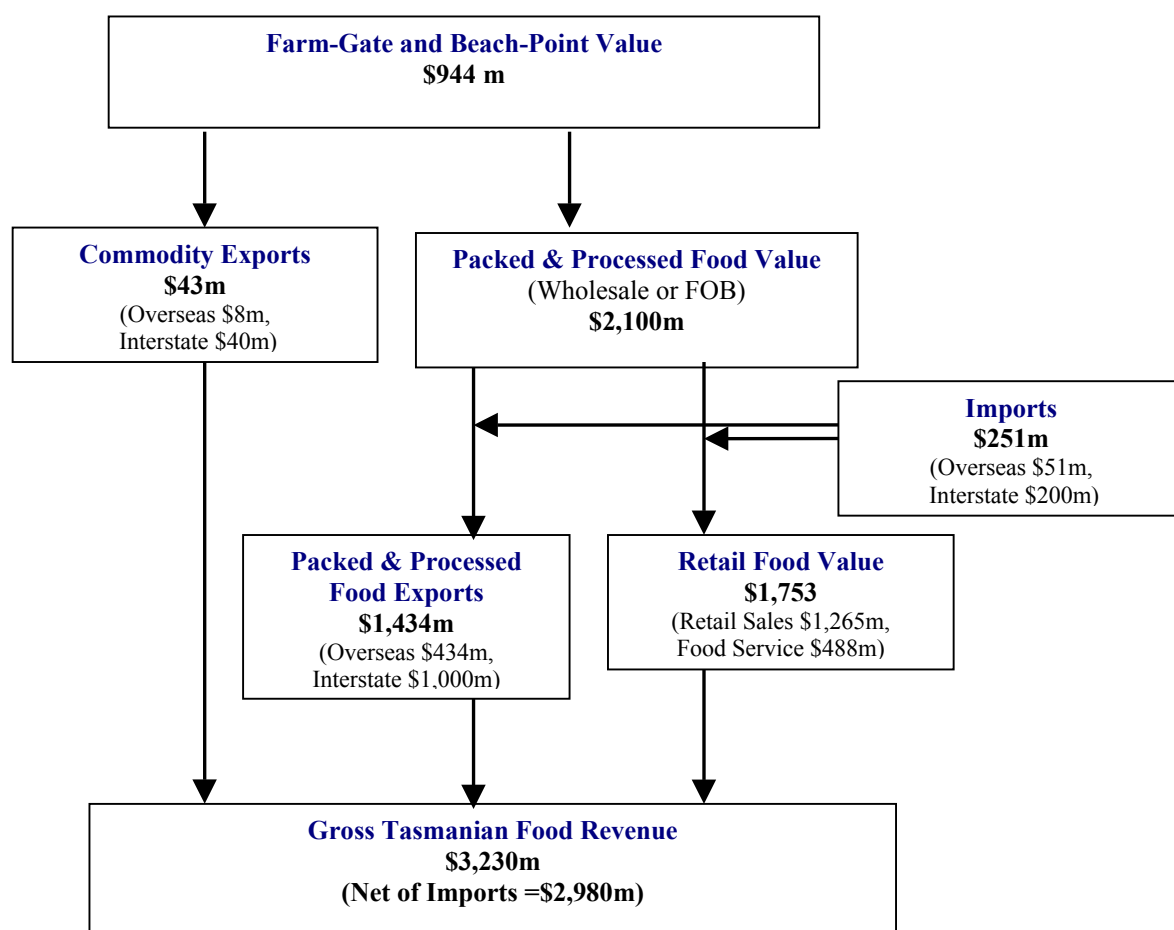 Farm-Gate and Beach-Point Value
$944 m
Commodity Exports
$43m
(Overseas $8m,
Interstate $40m)
Packed & Processed Food Value
(Wholesale or FOB)
$2,100m
Imports
$251m
(Overseas $51m,
Interstate $200m)
Packed & Processed
Food Exports
$1,434m
(Overseas $434m,
Interstate $1,000m)
Retail Food Value
$1,753
(Retail Sales $1,265m,
Food Service $488m)
Gross Tasmanian Food Revenue
$3,230m
(Net of Imports =$2,980m)